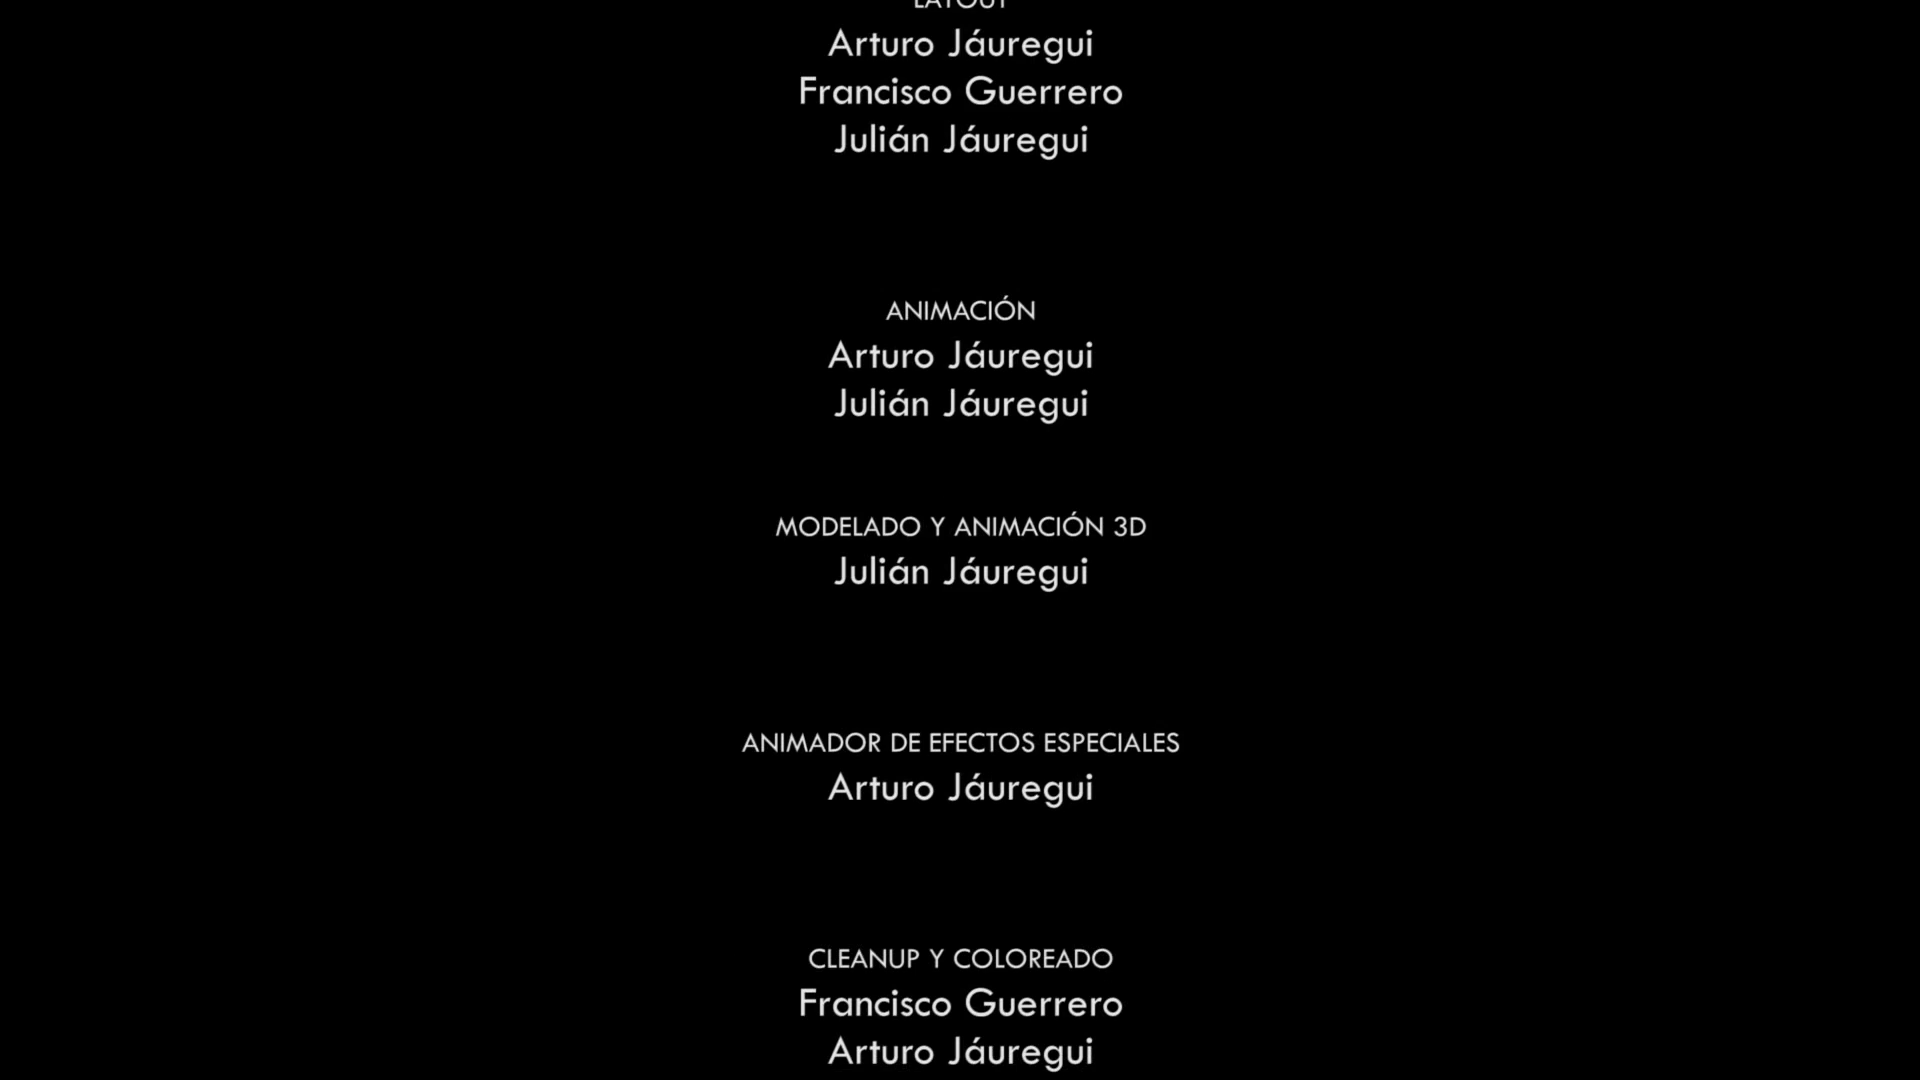 LAYOUT
Arturo Jáuregui
Francisco Guerrero
Julián Jáuregui
ANIMACIÓN
Arturo Jáuregui
Julián Jáuregui
MODELADO Y ANIMACIÓN 3D
Julián Jáuregui
ANIMADOR DE EFECTOS ESPECIALES
Arturo Jáuregui
CLEANUP Y COLOREADO
Francisco Guerrero
Arturo Jáuregui